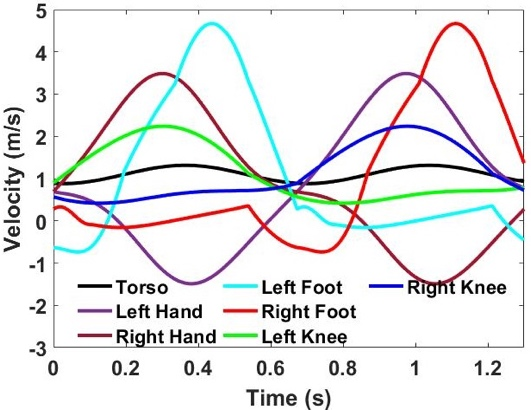 5
4
3
2
1
0
-1
-2
-3
Velocity (m/s)
Torso Left Foot Right Knee
Left Hand Right Foot
Right Hand Left Knee
0 0.2 0.4 0.6 0.8 1 1.2
Time (s)